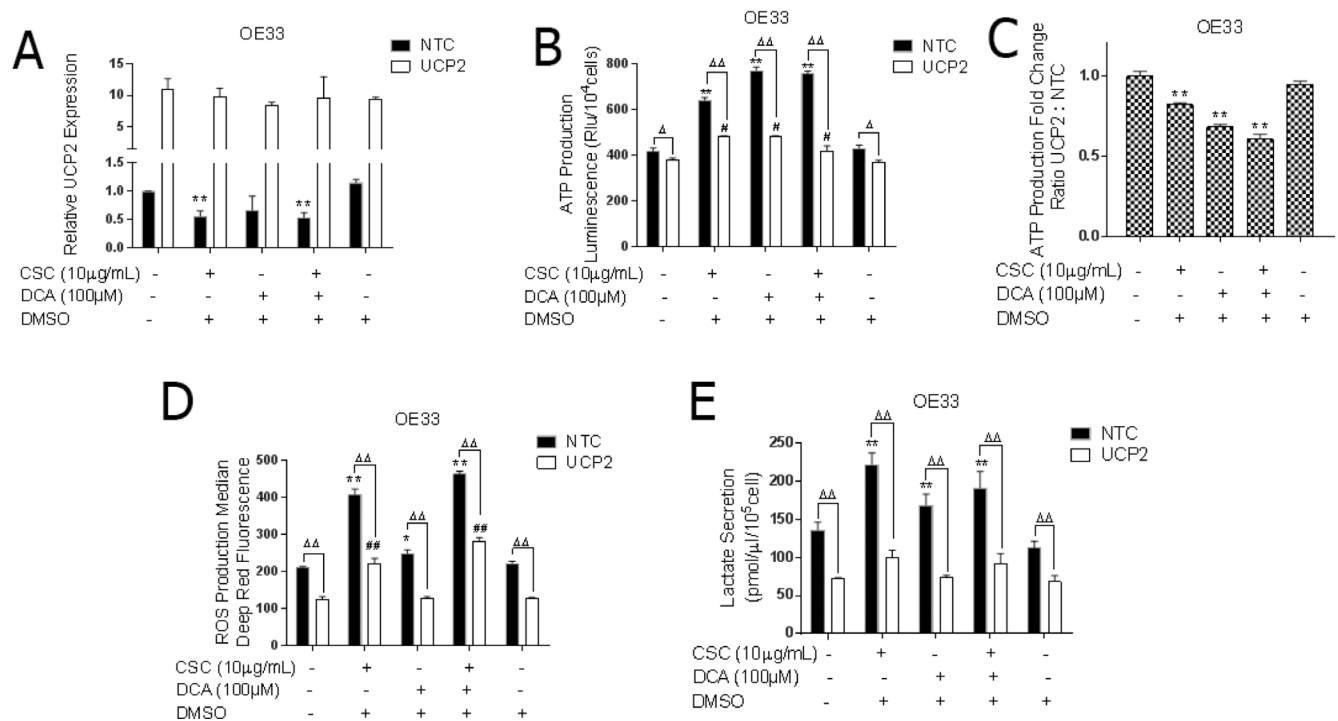 A
OE33
NTC
UCP2
Relative UCP2 Expression
15
10
5
1.5
1.0
0.5
0.0
** **
CSC (10µg/mL) - + - + -
DCA (100µM) - - + + -
DMSO - + + + +
B
OE33
NTC
UCP2
ATP Production
Luminescence (Rlu/10⁴cells)
800
600
400
200
0
Δ ΔΔ ΔΔ ΔΔ Δ
** ** **
# # #
CSC (10µg/mL) - + - + -
DCA (100µM) - - + + -
DMSO - + + + +
C
OE33
ATP Production Fold Change
Ratio UCP2 : NTC
1.0
0.5
0.0
** ** **
CSC (10µg/mL) - + - + -
DCA (100µM) - - + + -
DMSO - + + + +
D
OE33
NTC
UCP2
ROS Production Median
Deep Red Fluorescence
500
400
300
200
100
0
ΔΔ ΔΔ ΔΔ ΔΔ ΔΔ
** * **
## ##
CSC (10µg/mL) - + - + -
DCA (100µM) - - + + -
DMSO - + + + +
E
OE33
NTC
UCP2
Lactate Secretion
(pmol/µl/10⁵cell)
250
200
150
100
50
0
ΔΔ ΔΔ ΔΔ ΔΔ ΔΔ
** ** **
CSC (10µg/mL) - + - + -
DCA (100µM) - - + + -
DMSO - + + + +